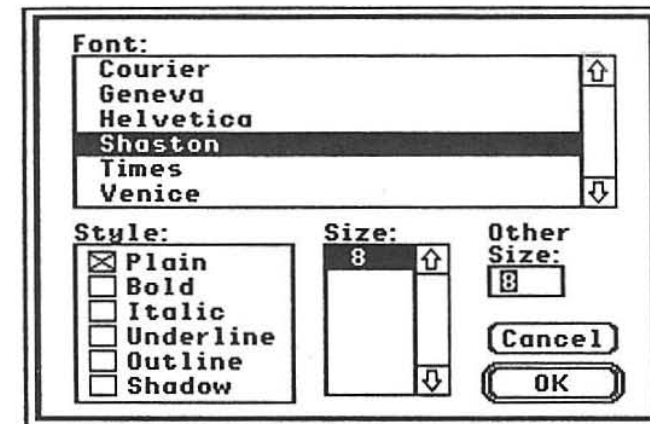 Font:
Courier
Geneva
Helvetica
Shaston
Times
Venice
Style:
Plain
Bold
Italic
Underline
Outline
Shadow
Size:
8
Other
Size:
8
Cancel
OK